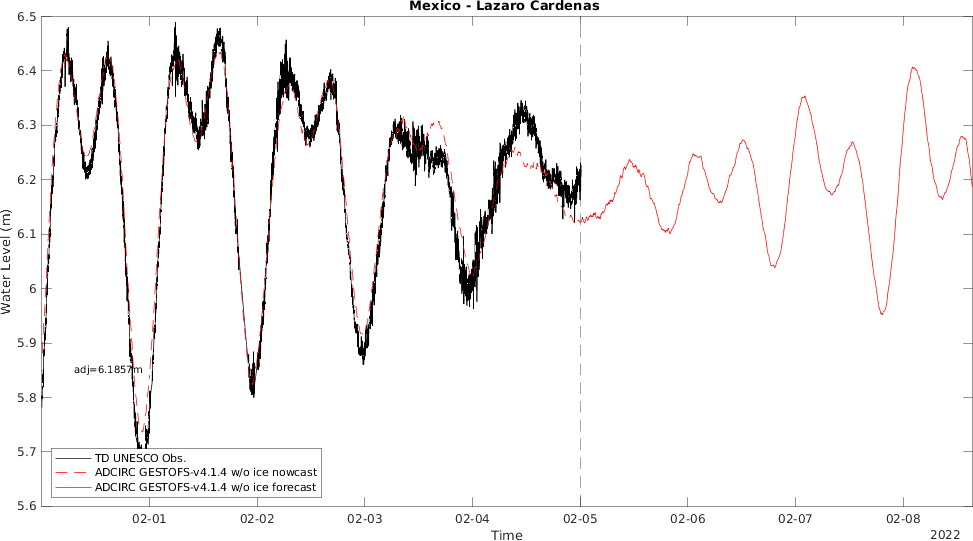 Mexico - Lazaro Cardenas
Water Level (m)
6.5
6.4
6.3
6.2
6.1
6
5.9
5.8
5.7
5.6
adj=6.1857m
TD UNESCO Obs.
ADCIRC GESTOFS-v4.1.4 w/o ice nowcast
ADCIRC GESTOFS-v4.1.4 w/o ice forecast
02-01 02-02 02-03 02-04 02-05 02-06 02-07 02-08
Time
2022